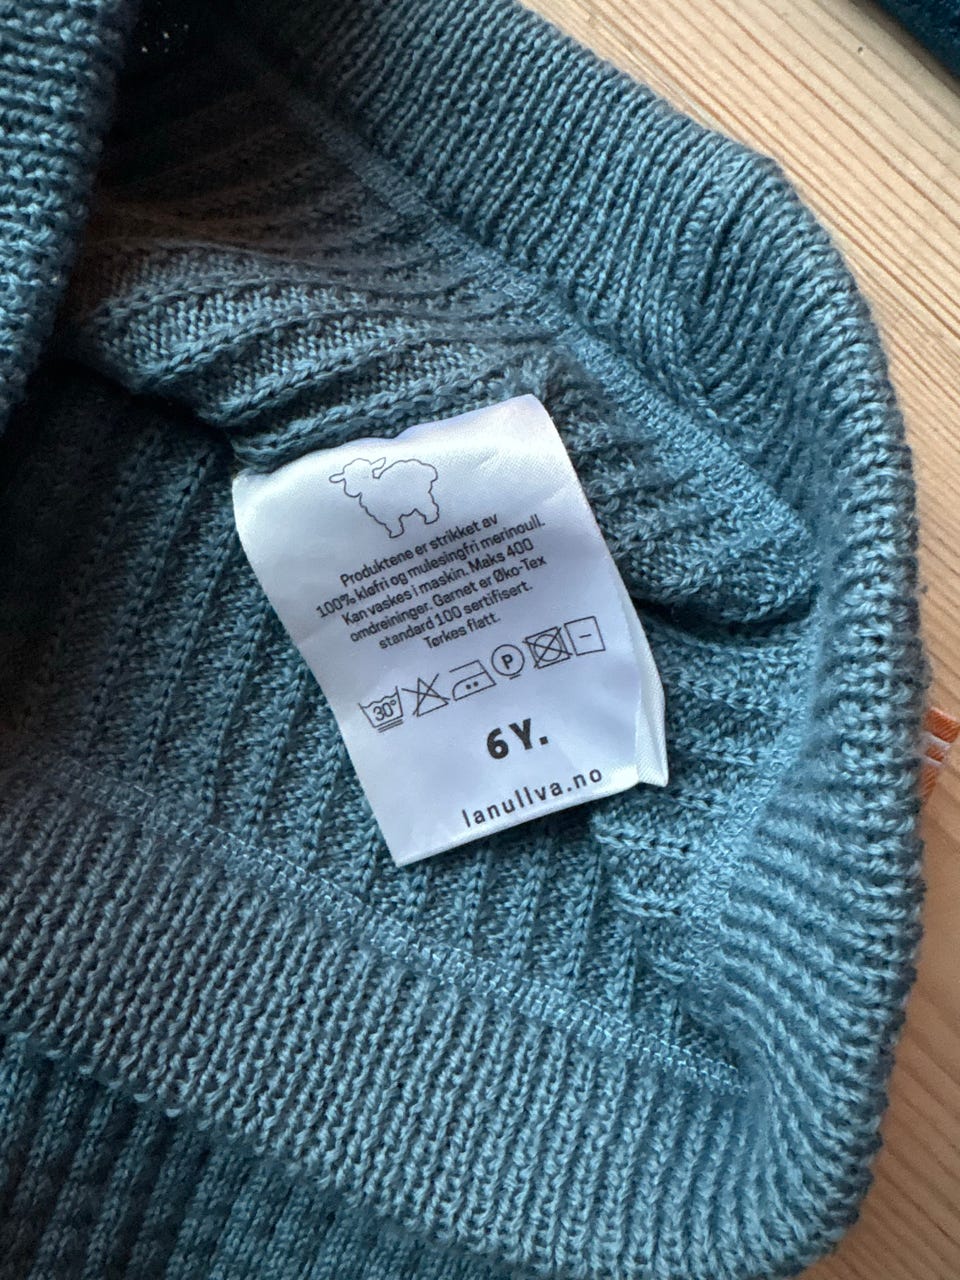 Produktene er strikket av
100% kløfri og mulesingfri merinoull.
Kan vaskes i maskin. Maks 400
omdreininger. Garnet er Øko-Tex
standard 100 sertifisert.
Tørkes flatt.
30° P
6Y.
lanullva.no